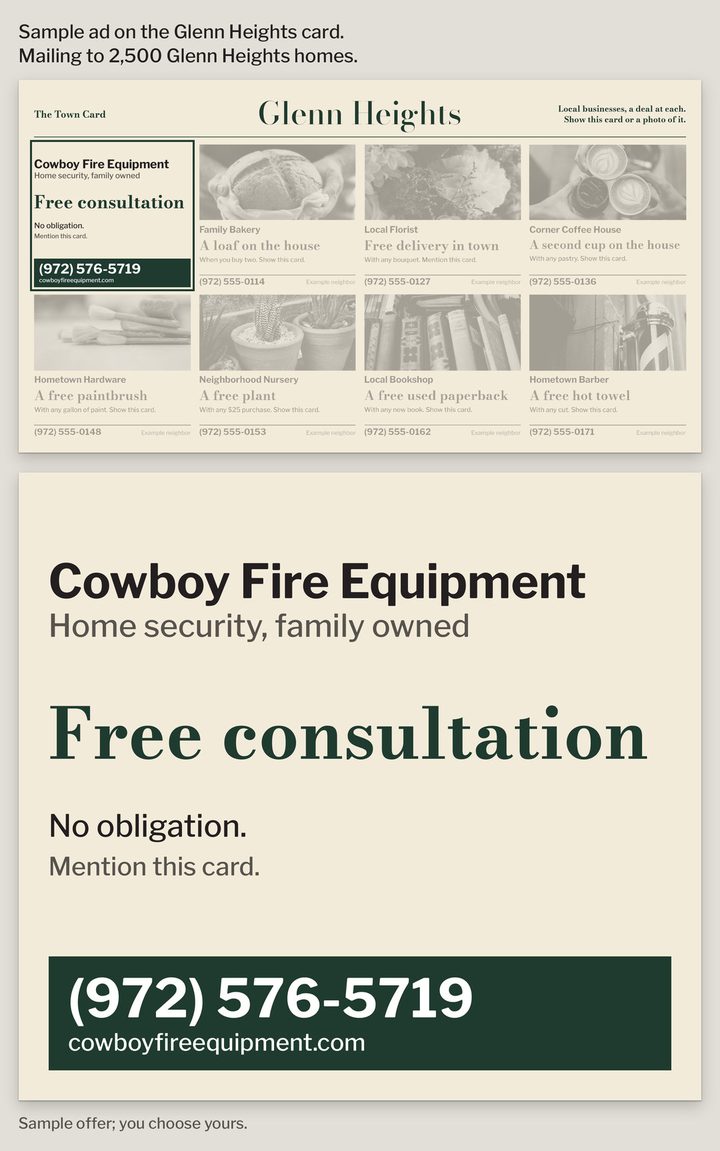 Sample ad on the Glenn Heights card.
Mailing to 2,500 Glenn Heights homes.
The Town Card
Glenn Heights
Local businesses, a deal at each.
Show this card or a photo of it.
Cowboy Fire Equipment
Home security, family owned
Free consultation
No obligation.
Mention this card.
(972) 576-5719
cowboyfireequipment.com
Family Bakery
A loaf on the house
When you buy two. Show this card.
(972) 555-0114
Example neighbor
Local Florist
Free delivery in town
With any bouquet. Mention this card.
(972) 555-0127
Example neighbor
Corner Coffee House
A second cup on the house
With any pastry. Show this card.
(972) 555-0136
Example neighbor
Hometown Hardware
A free paintbrush
With any gallon of paint. Show this card.
(972) 555-0148
Example neighbor
Neighborhood Nursery
A free plant
With any $25 purchase. Show this card.
(972) 555-0153
Example neighbor
Local Bookshop
A free used paperback
With any new book. Show this card.
(972) 555-0162
Example neighbor
Hometown Barber
A free hot towel
With any cut. Show this card.
(972) 555-0171
Example neighbor
Cowboy Fire Equipment
Home security, family owned
Free consultation
No obligation.
Mention this card.
(972) 576-5719
cowboyfireequipment.com
Sample offer; you choose yours.